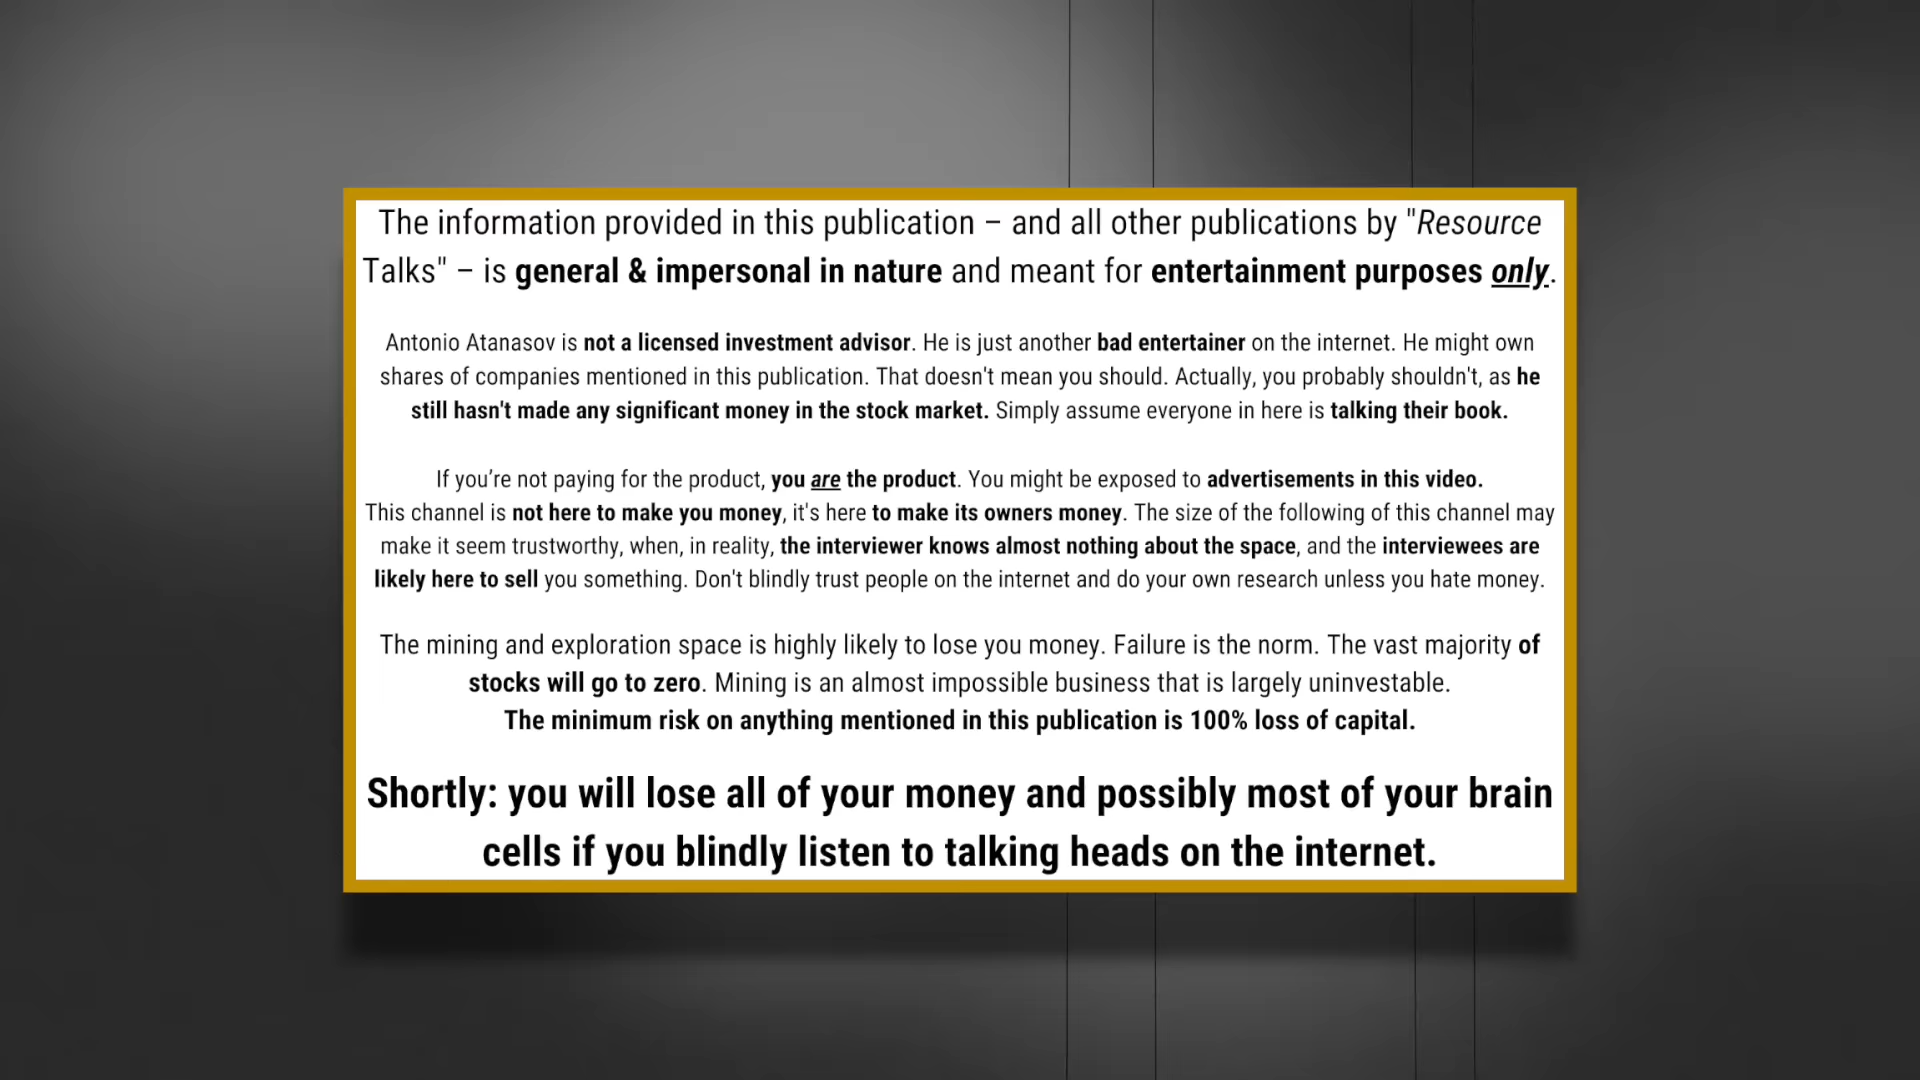 The information provided in this publication – and all other publications by "Resource
Talks" – is general & impersonal in nature and meant for entertainment purposes only.
Antonio Atanasov is not a licensed investment advisor. He is just another bad entertainer on the internet. He might own
shares of companies mentioned in this publication. That doesn't mean you should. Actually, you probably shouldn't, as he
still hasn't made any significant money in the stock market. Simply assume everyone in here is talking their book.
If you’re not paying for the product, you are the product. You might be exposed to advertisements in this video.
This channel is not here to make you money, it's here to make its owners money. The size of the following of this channel may
make it seem trustworthy, when, in reality, the interviewer knows almost nothing about the space, and the interviewees are
likely here to sell you something. Don't blindly trust people on the internet and do your own research unless you hate money.
The mining and exploration space is highly likely to lose you money. Failure is the norm. The vast majority of
stocks will go to zero. Mining is an almost impossible business that is largely uninvestable.
The minimum risk on anything mentioned in this publication is 100% loss of capital.
Shortly: you will lose all of your money and possibly most of your brain
cells if you blindly listen to talking heads on the internet.